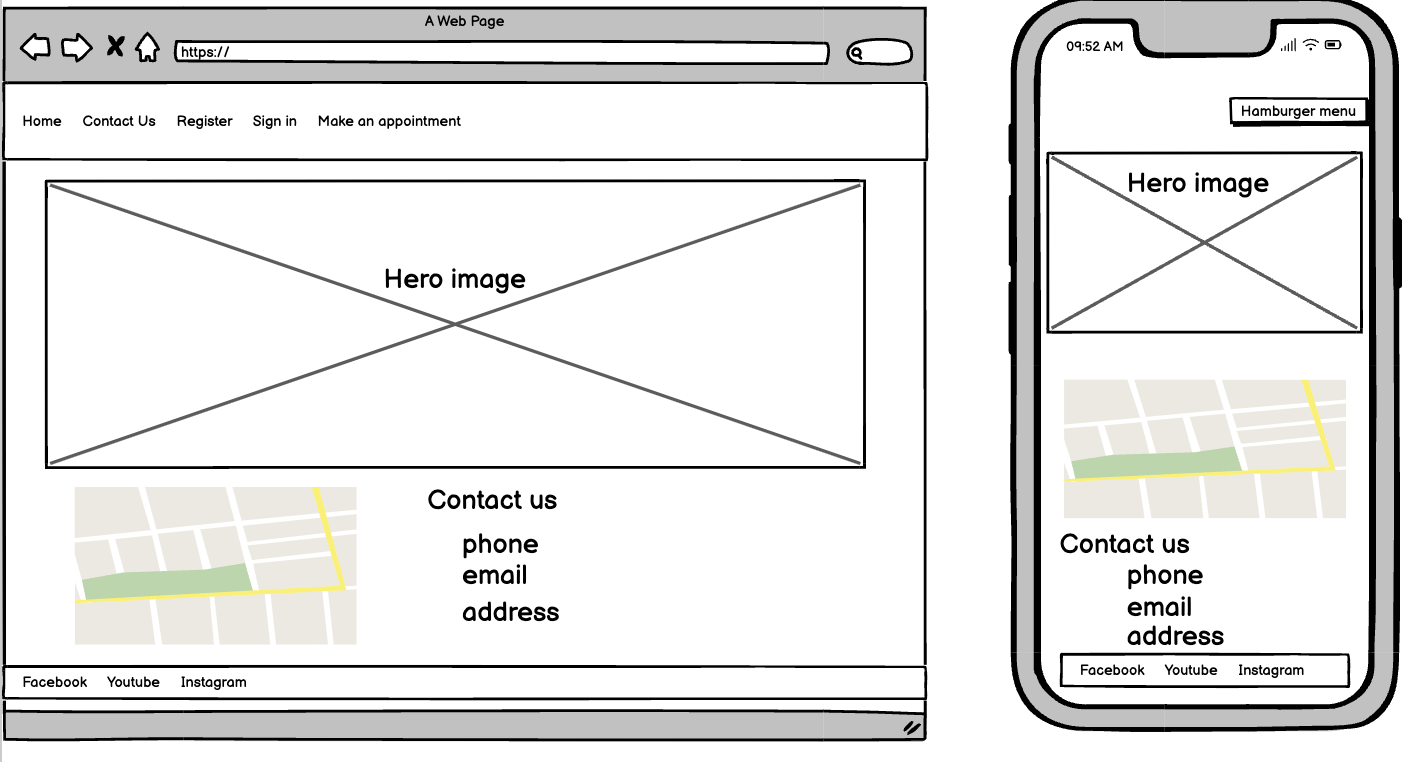 A Web Page
https://
Home Contact Us Register Sign in Make an appointment
Hero image
Contact us
phone
email
address
Facebook Youtube Instagram
09:52 AM
Hamburger menu
Hero image
Contact us
phone
email
address
Facebook Youtube Instagram